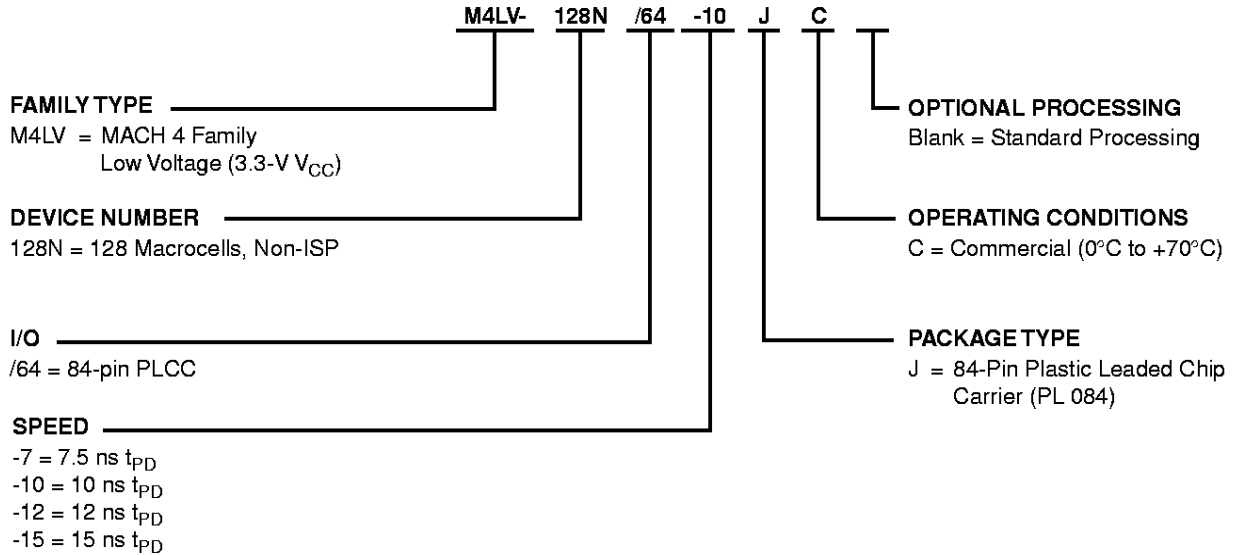 M4LV- 128N /64 -10 J C
FAMILY TYPE
M4LV = MACH 4 Family
Low Voltage (3.3-V VCC)
DEVICE NUMBER
128N = 128 Macrocells, Non-ISP
I/O
/64 = 84-pin PLCC
SPEED
-7 = 7.5 ns tPD
-10 = 10 ns tPD
-12 = 12 ns tPD
-15 = 15 ns tPD
OPTIONAL PROCESSING
Blank = Standard Processing
OPERATING CONDITIONS
C = Commercial (0°C to +70°C)
PACKAGE TYPE
J = 84-Pin Plastic Leaded Chip
Carrier (PL 084)